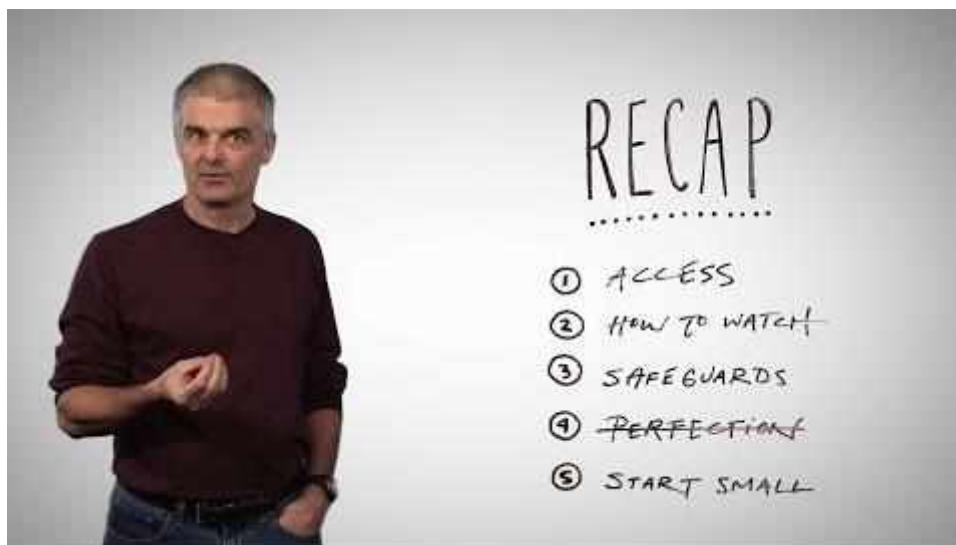 RECAP
① ACCESS
② HOW TO WATCH
③ SAFEGUARDS
④ PERFECTION
⑤ START SMALL